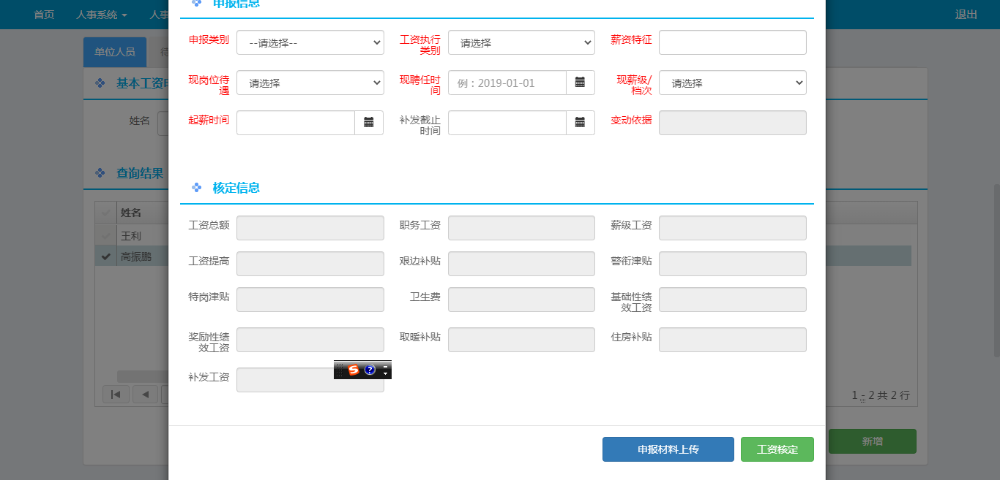 首页 人事系统 人事 退出
单位人员 待
基本工资申
姓名
查询结果
姓名
王利
高振鹏
1 - 2 共 2 行
新增
申报信息
申报类别 --请选择-- 工资执行类别 请选择 薪资特征
现岗位待遇 请选择 现聘任时间 例：2019-01-01 现薪级/档次 请选择
起薪时间 补发截止时间 变动依据
核定信息
工资总额 职务工资 薪级工资
工资提高 艰边补贴 警衔津贴
特岗津贴 卫生费 基础性绩效工资
奖励性绩效工资 取暖补贴 住房补贴
补发工资
申报材料上传 工资核定